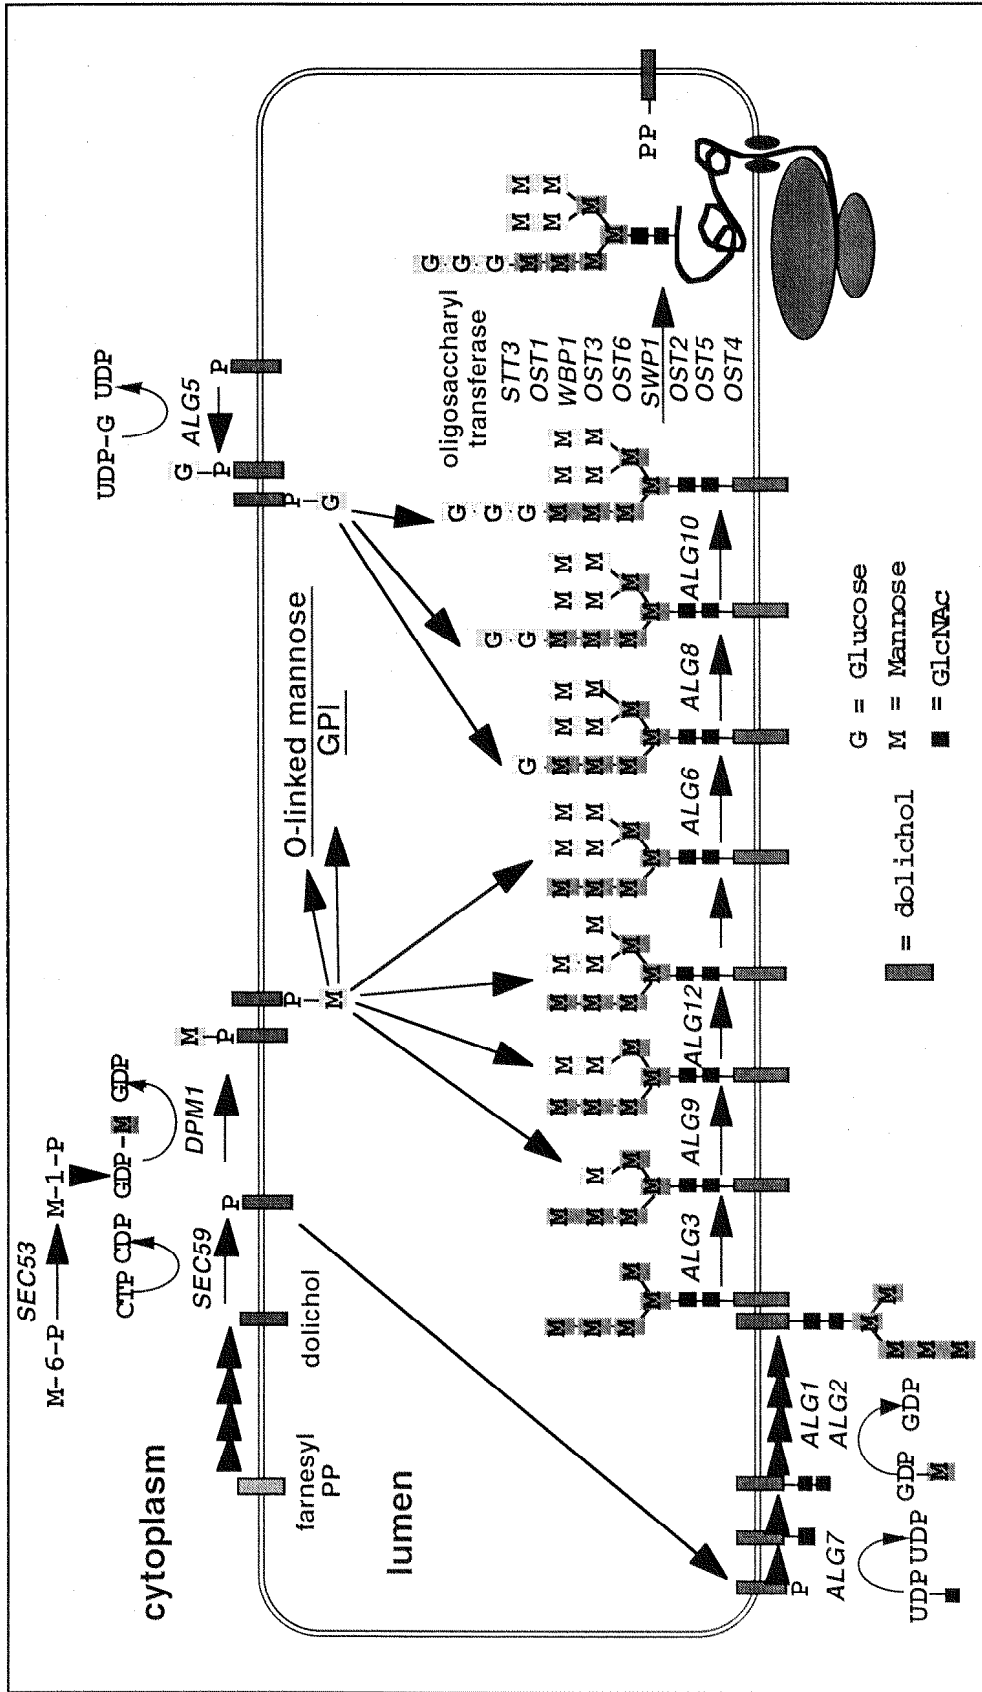 SEC53
M-6-P
M-1-P
CTP CDP
GDP-M GDP
UDP-G UDP
cytoplasm
SEC59
DPM1
ALG5
P
M
P
G
P
P
farnesyl
PP
dolichol
P
M
P
G
O-linked mannose
GPI
lumen
oligosaccharyl
transferase
STT3
OST1
WBP1
OST3
OST6
SWP1
OST2
OST5
OST4
PP
M M M M M
M M M M M M
M M M M M M M
M M M M M M M M
M M M M M M M M M
G M M M M M M M M M
G G M M M M M M M M M
G G G M M M M M M M M M
G G G M M M M M M M M M
ALG3
ALG9
ALG12
ALG6
ALG8
ALG10
P
ALG7
UDP UDP
ALG1
ALG2
GDP GDP
M
M M M M M
= dolichol
G = Glucose
M = Mannose
= GlcNAc